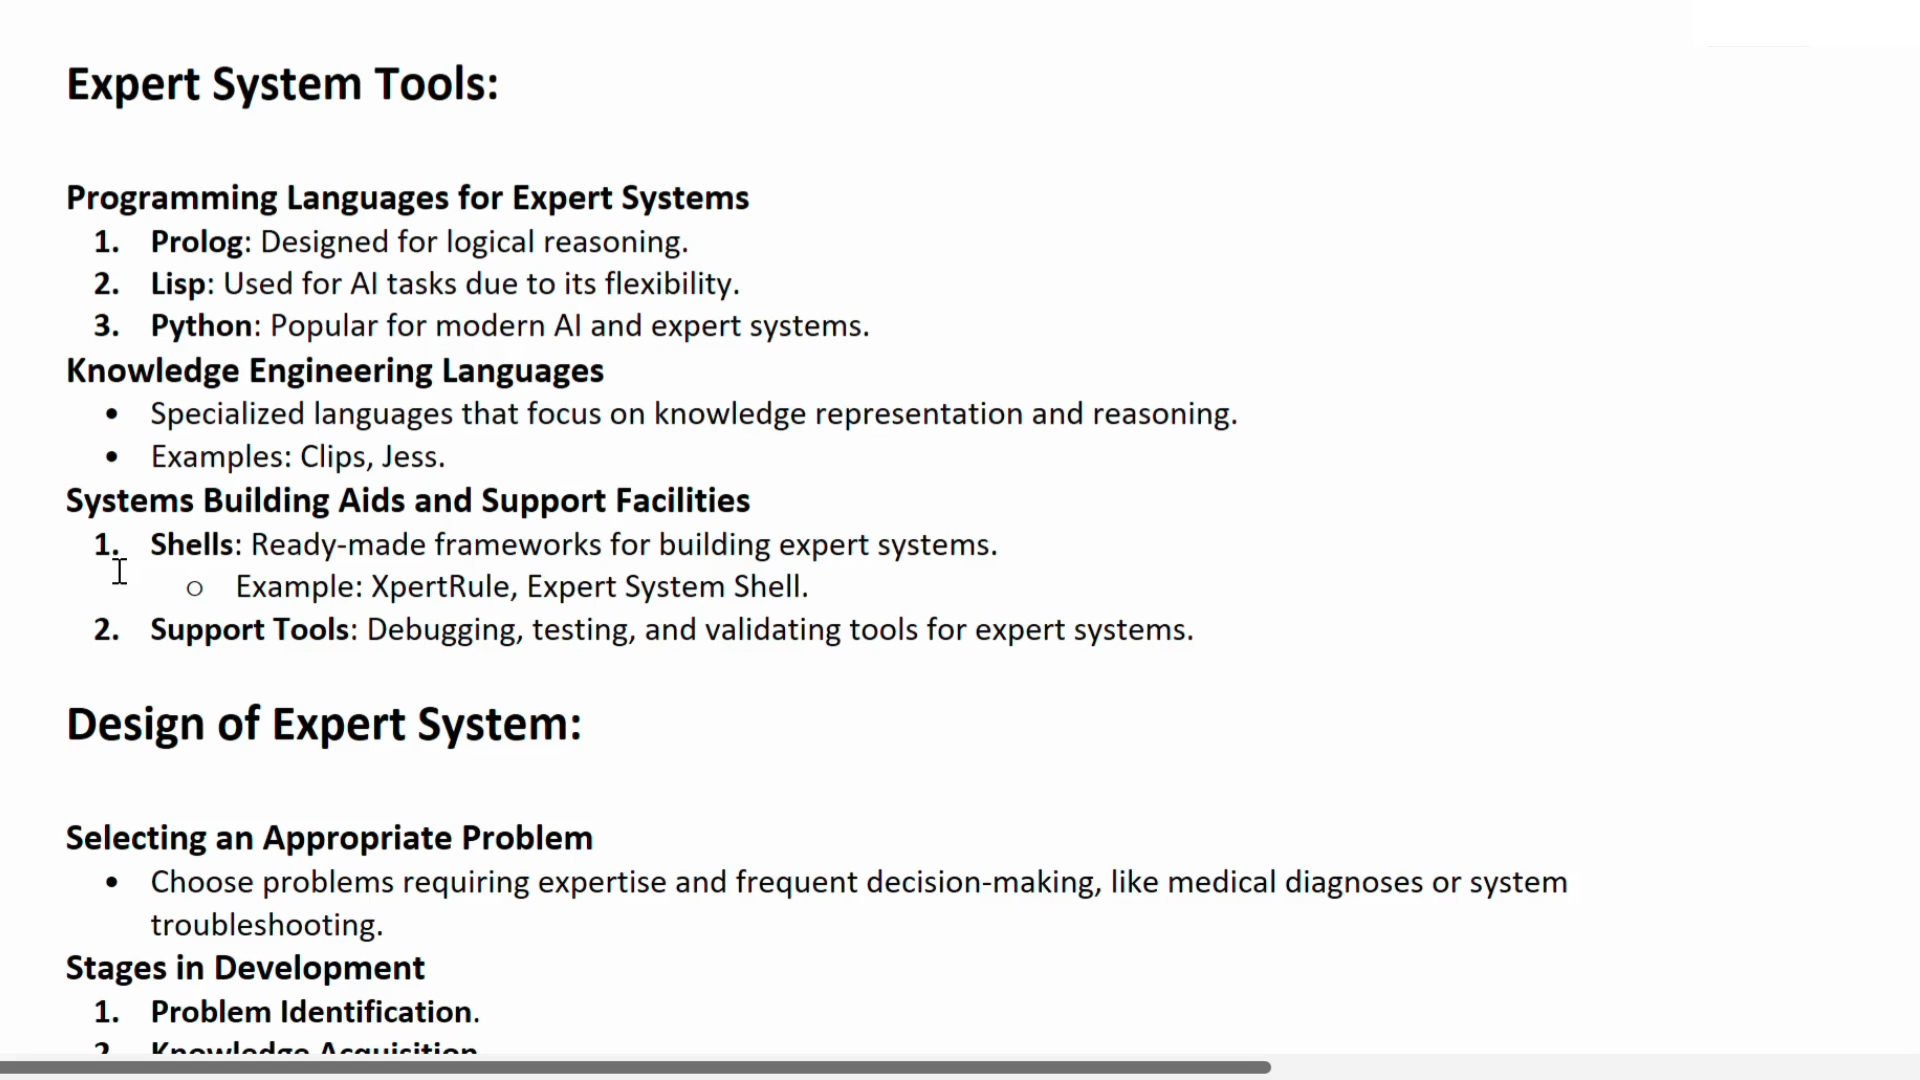 Expert System Tools:
Programming Languages for Expert Systems
1. Prolog: Designed for logical reasoning.
2. Lisp: Used for AI tasks due to its flexibility.
3. Python: Popular for modern AI and expert systems.
Knowledge Engineering Languages
• Specialized languages that focus on knowledge representation and reasoning.
• Examples: Clips, Jess.
Systems Building Aids and Support Facilities
1. Shells: Ready-made frameworks for building expert systems.
o Example: XpertRule, Expert System Shell.
2. Support Tools: Debugging, testing, and validating tools for expert systems.
Design of Expert System:
Selecting an Appropriate Problem
• Choose problems requiring expertise and frequent decision-making, like medical diagnoses or system
troubleshooting.
Stages in Development
1. Problem Identification.
2. Knowledge Acquisition